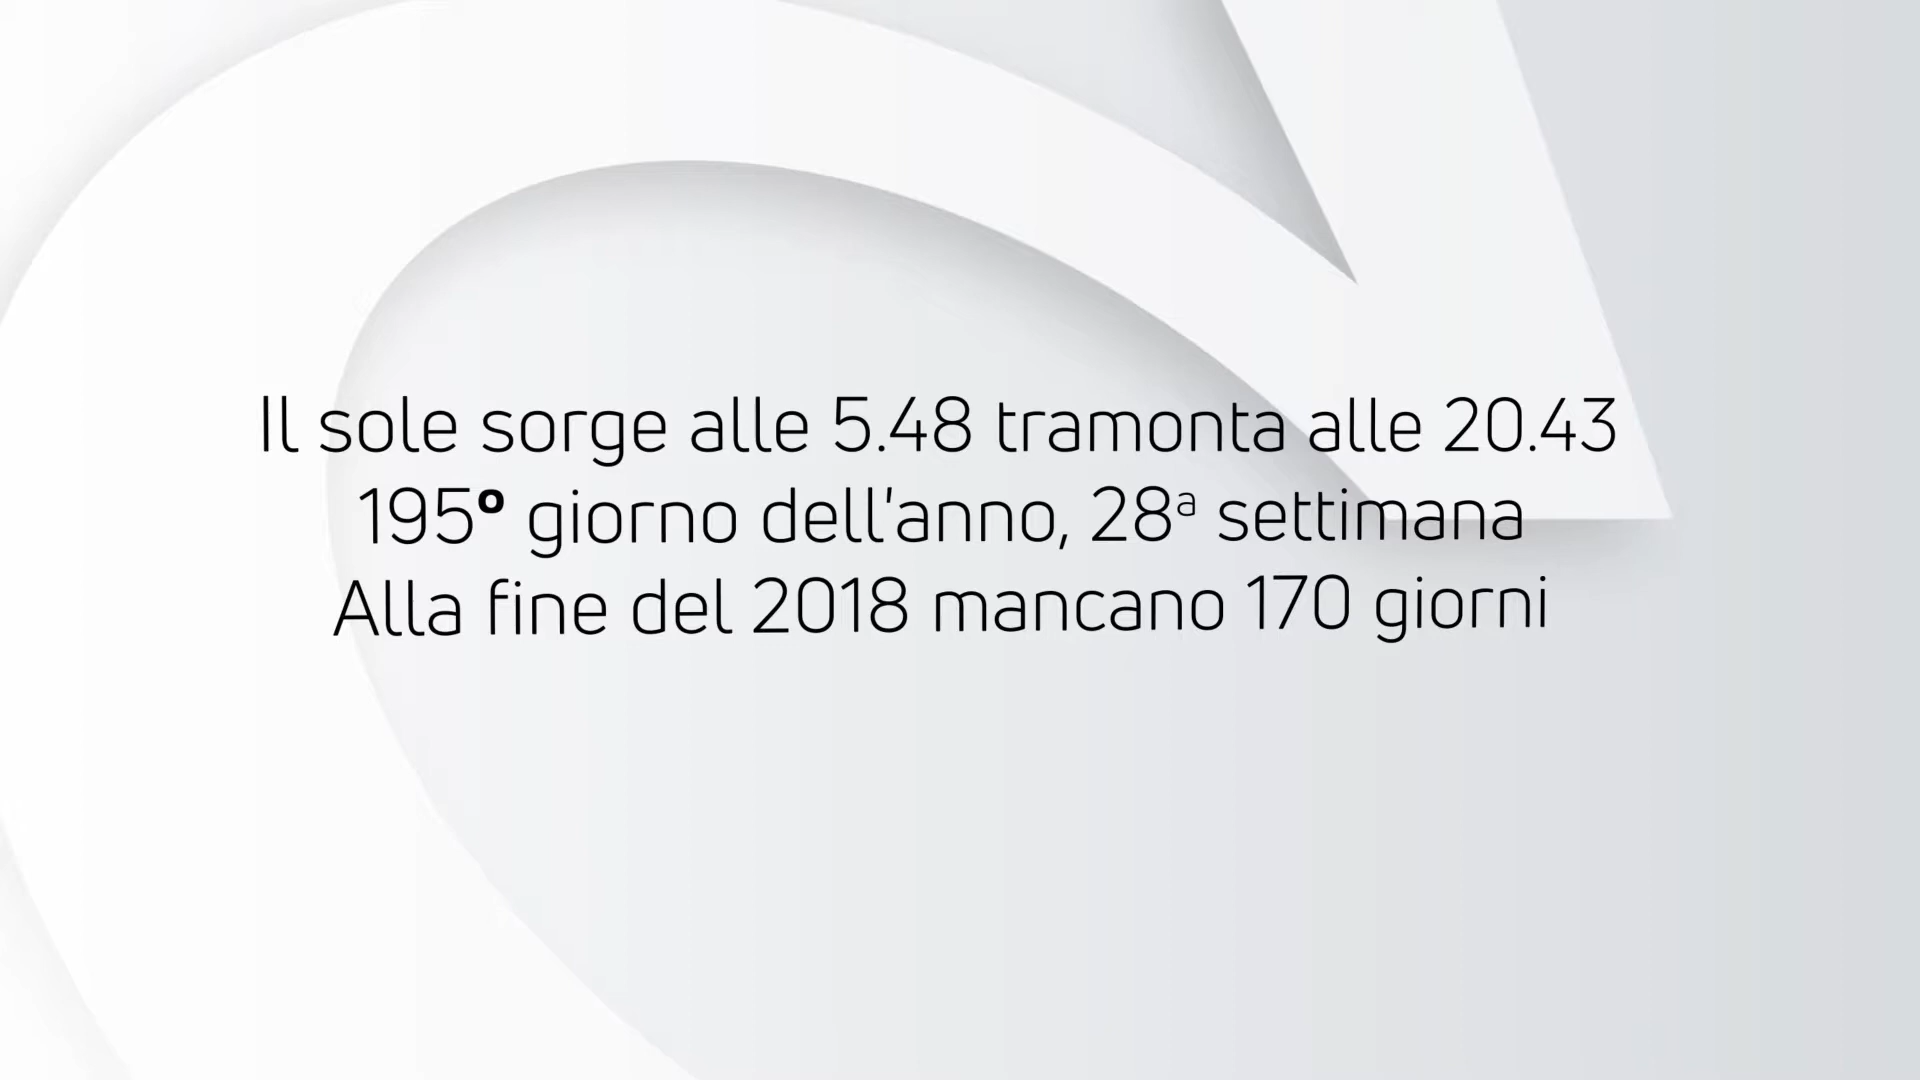 Il sole sorge alle 5.48 tramonta alle 20.43
195º giorno dell'anno, 28ª settimana
Alla fine del 2018 mancano 170 giorni